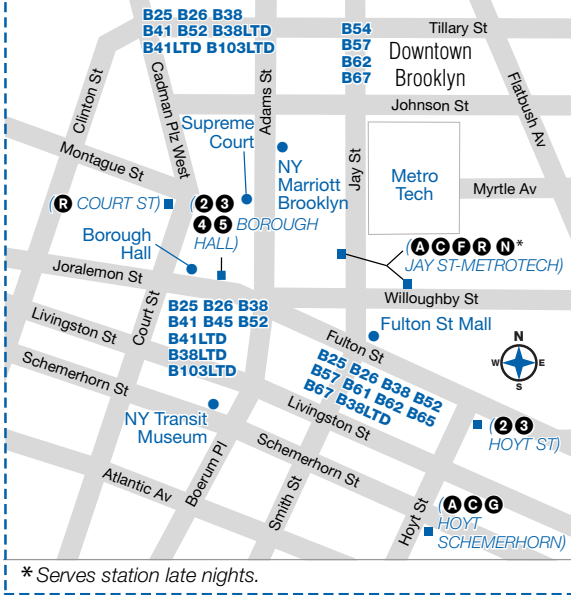 B25 B26 B38
B41 B52 B38LTD
B41LTD B103LTD
B54
B57
B62
B67
Tillary St
Downtown
Brooklyn
Flatbush Av
Johnson St
Clinton St
Cadman Plz West
Adams St
Jay St
Supreme
Court
NY
Marriott
Brooklyn
Metro
Tech
Montague St
Myrtle Av
(R COURT ST)
(2 3
4 5 BOROUGH
HALL)
Borough
Hall
(A C F R N*
JAY ST-METROTECH)
Joralemon St
Willoughby St
Court St
B25 B26 B38
B41 B45 B52
B41LTD
B38LTD
B103LTD
Fulton St Mall
Livingston St
Fulton St
N
W E
S
B25 B26 B38 B52
B57 B61 B62 B65
B67 B38LTD
Schemerhorn St
NY Transit
Museum
Livingston St
(2 3
HOYT ST)
Schemerhorn St
Atlantic Av
Boerum Pl
Smith St
Hoyt St
(A C G
HOYT
SCHEMERHORN)
* Serves station late nights.